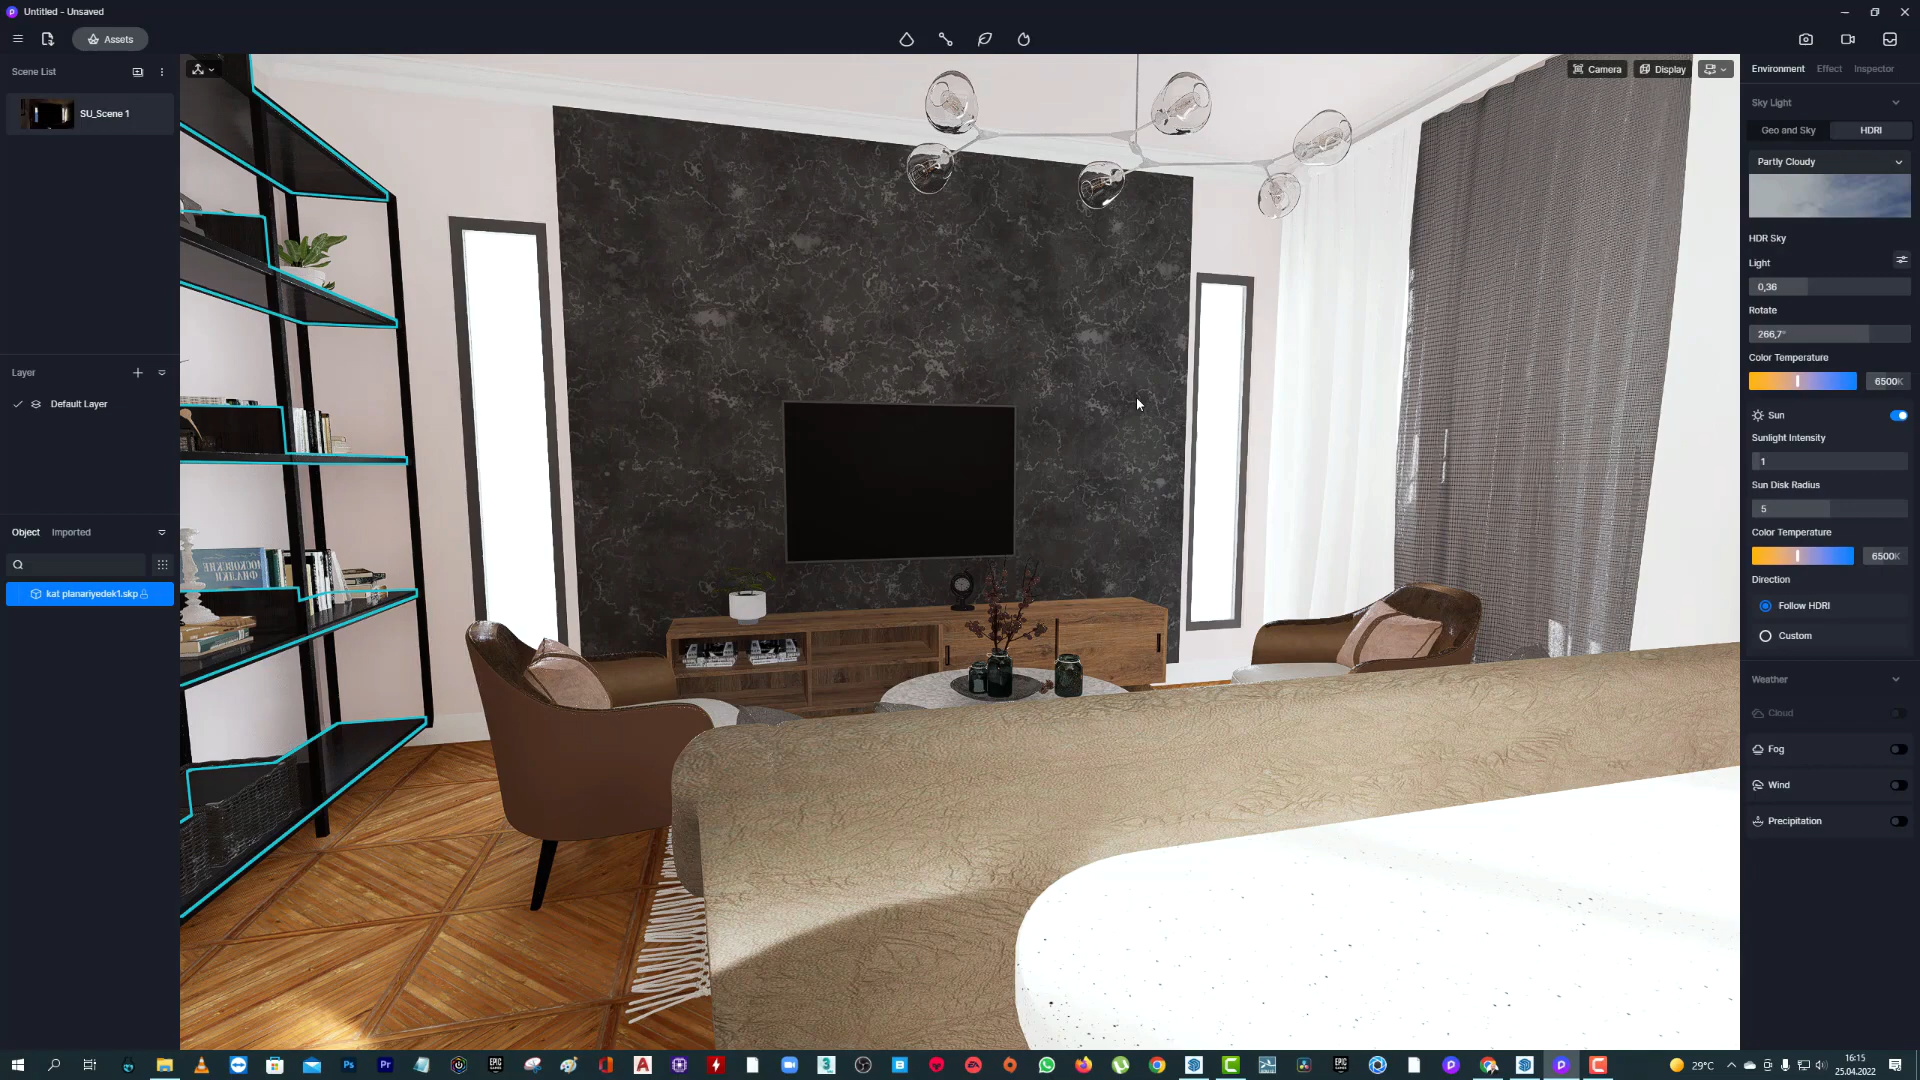 Untitled - Unsaved
Assets
Scene List
SU_Scene 1
Layer
Default Layer
Object Imported
kat planariyedek1.skp
Camera Display
Environment Effect Inspector
Sky Light
Geo and Sky HDRI
Partly Cloudy
HDR Sky
Light
0,36
Rotate
266,7°
Color Temperature
6500K
Sun
Sunlight Intensity
1
Sun Disk Radius
5
Color Temperature
6500K
Direction
Follow HDRI
Custom
Weather
Cloud
Fog
Wind
Precipitation
29°C
16:15
25.04.2022